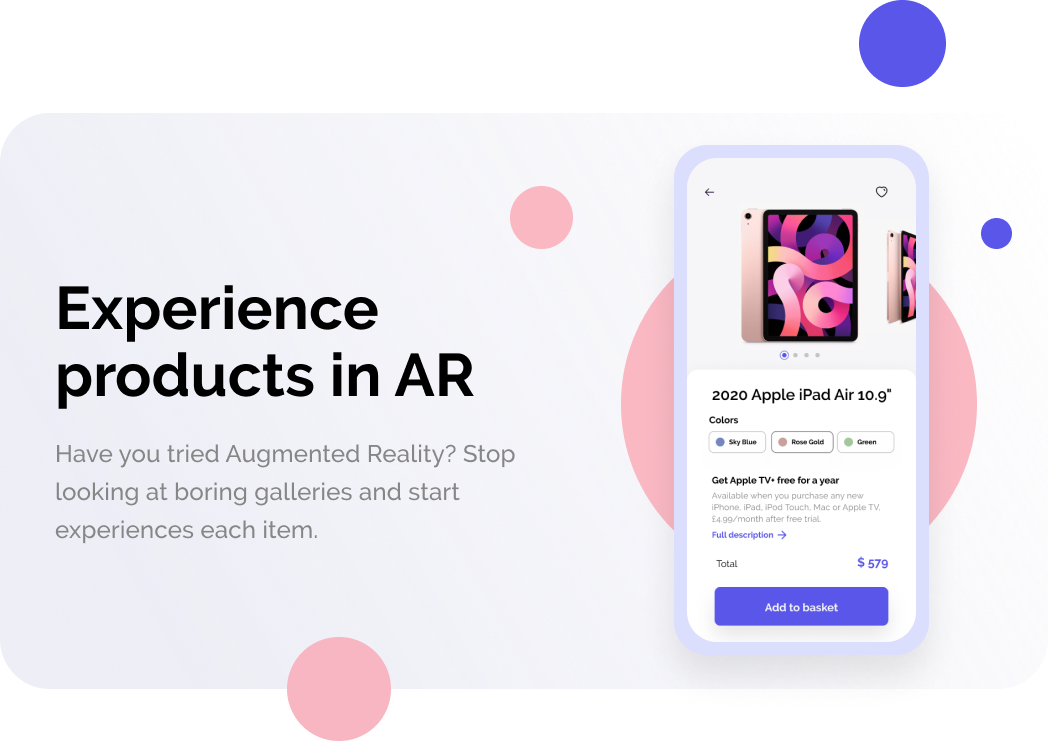 Experience
products in AR
Have you tried Augmented Reality? Stop
looking at boring galleries and start
experiences each item.
2020 Apple iPad Air 10.9"
Colors
Sky Blue
Rose Gold
Green
Get Apple TV+ free for a year
Available when you purchase any new
iPhone, iPad, iPod Touch, Mac or Apple TV,
£4.99/month after free trial.
Full description
Total
$ 579
Add to basket